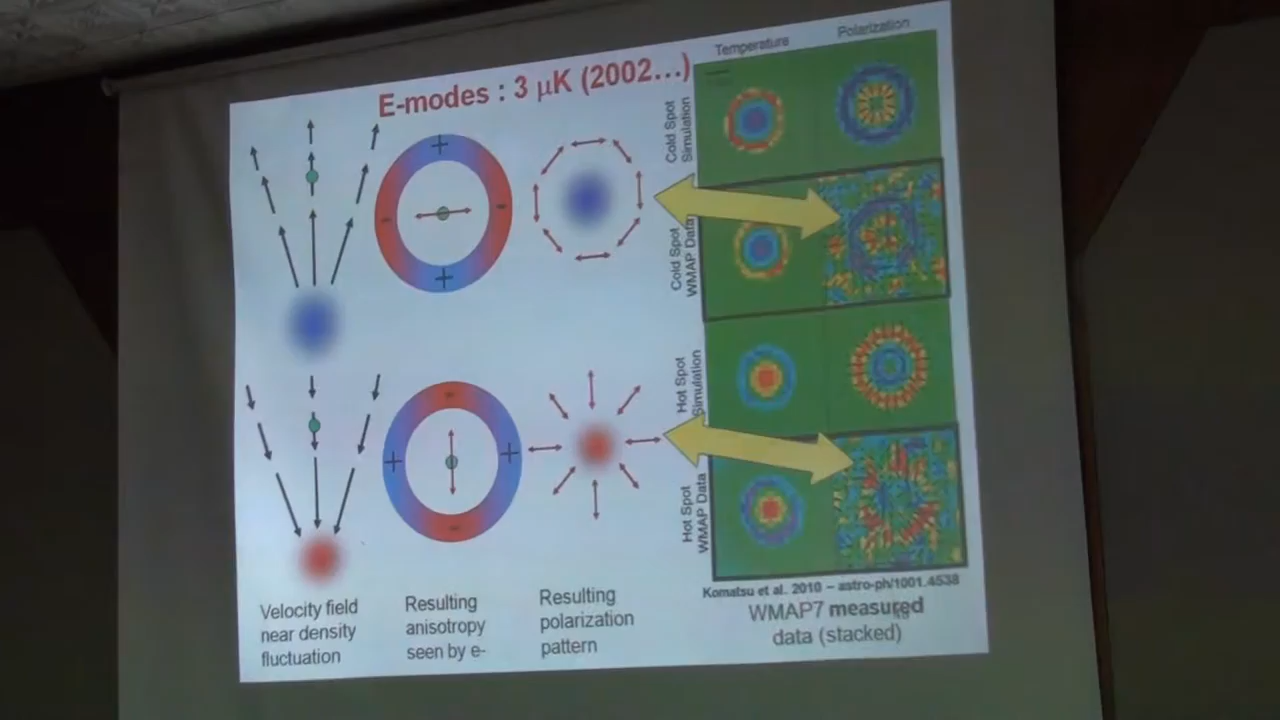 E-modes : 3 µK (2002…)
Temperature
Polarization
Cold Spot
Simulation
Cold Spot
WMAP Data
Hot Spot
Simulation
Hot Spot
WMAP Data
+
-
-
+
-
+
+
-
Velocity field
near density
fluctuation
Resulting
anisotropy
seen by e-
Resulting
polarization
pattern
Komatsu et al. 2010 – astro-ph/1001.4538
WMAP7 measured
data (stacked)